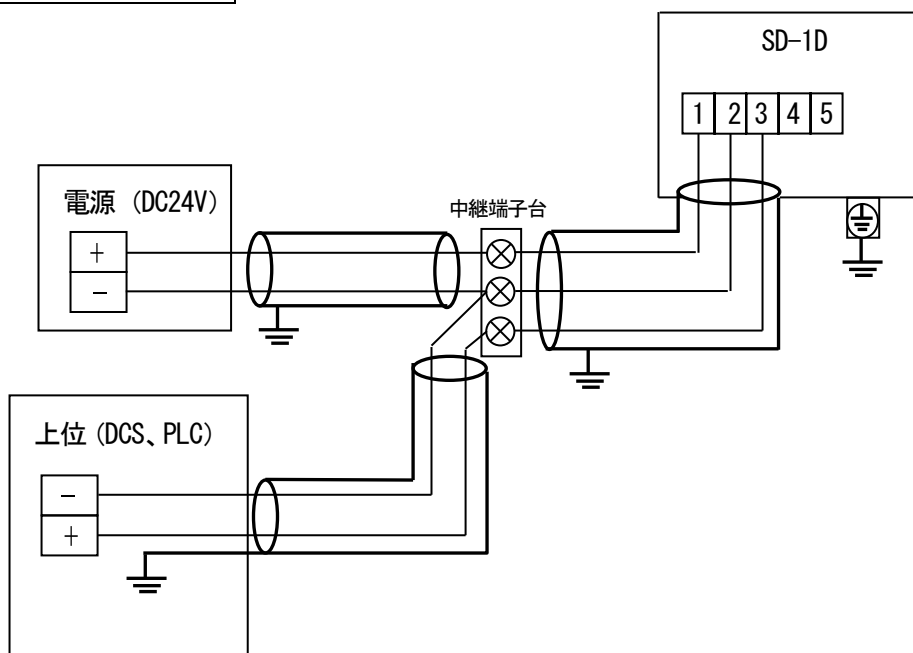 SD-1D
1 2 3 4 5
電源 (DC24V)
+
−
中継端子台
上位 (DCS、PLC)
−
+